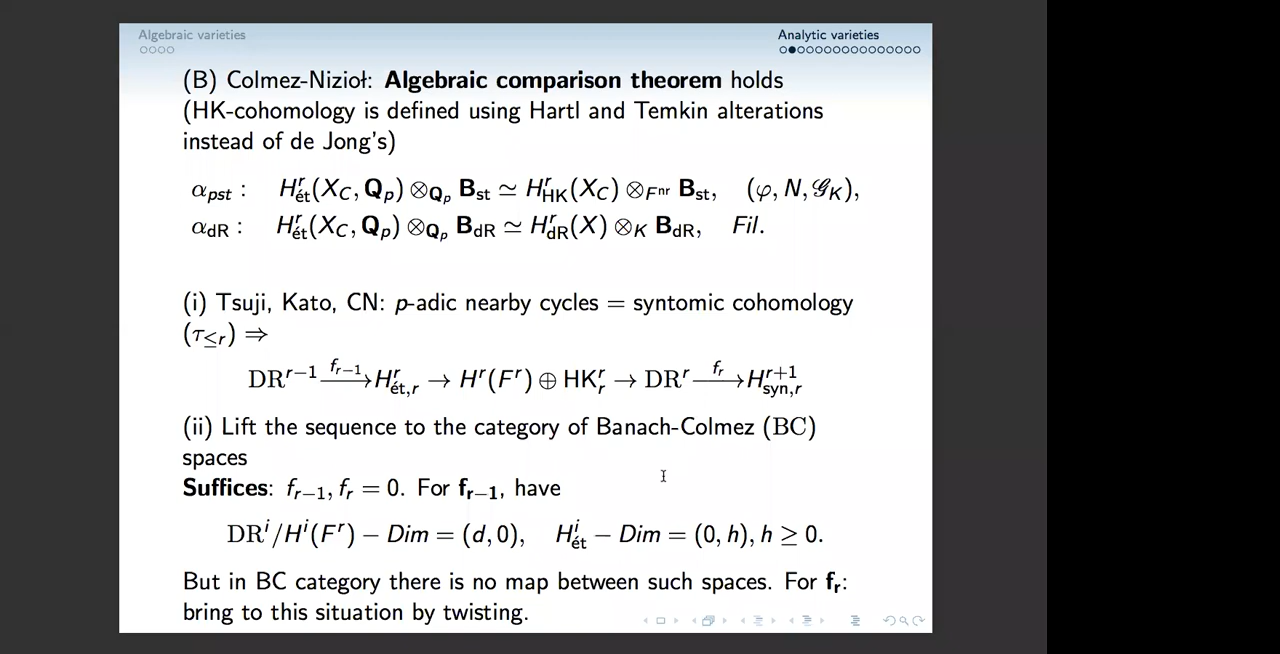 Algebraic varieties
Analytic varieties
(B) Colmez-Nizioł: Algebraic comparison theorem holds
(HK-cohomology is defined using Hartl and Temkin alterations
instead of de Jong's)
α_pst : H^r_ét(X_C, Q_p) ⊗_{Q_p} B_st ≃ H^r_HK(X_C) ⊗_{F^nr} B_st, (φ, N, 𝒢_K),
α_dR : H^r_ét(X_C, Q_p) ⊗_{Q_p} B_dR ≃ H^r_dR(X) ⊗_K B_dR, Fil.
(i) Tsuji, Kato, CN: p-adic nearby cycles = syntomic cohomology
(τ_{≤r}) ⇒
DR^{r−1} --f_{r−1}--> H^r_{ét,r} → H^r(F^r) ⊕ HK^r_r → DR^r --f_r--> H^{r+1}_{syn,r}
(ii) Lift the sequence to the category of Banach-Colmez (BC)
spaces
Suffices: f_{r−1}, f_r = 0. For f_{r−1}, have
DR^i/H^i(F^r) − Dim = (d, 0), H^i_ét − Dim = (0, h), h ≥ 0.
But in BC category there is no map between such spaces. For f_r:
bring to this situation by twisting.